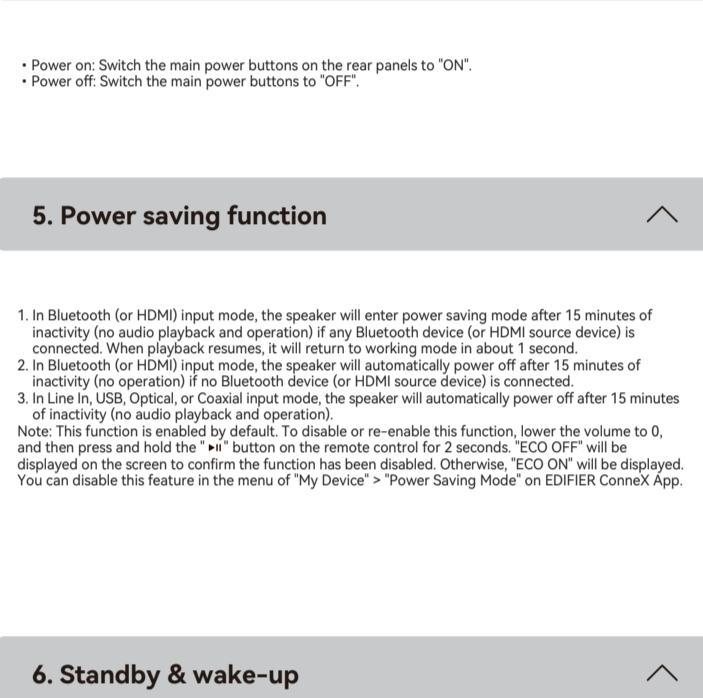 • Power on: Switch the main power buttons on the rear panels to "ON".
• Power off: Switch the main power buttons to "OFF".
5. Power saving function
1. In Bluetooth (or HDMI) input mode, the speaker will enter power saving mode after 15 minutes of
inactivity (no audio playback and operation) if any Bluetooth device (or HDMI source device) is
connected. When playback resumes, it will return to working mode in about 1 second.
2. In Bluetooth (or HDMI) input mode, the speaker will automatically power off after 15 minutes of
inactivity (no operation) if no Bluetooth device (or HDMI source device) is connected.
3. In Line In, USB, Optical, or Coaxial input mode, the speaker will automatically power off after 15 minutes
of inactivity (no audio playback and operation).
Note: This function is enabled by default. To disable or re-enable this function, lower the volume to 0,
and then press and hold the " ⏯ " button on the remote control for 2 seconds. "ECO OFF" will be
displayed on the screen to confirm the function has been disabled. Otherwise, "ECO ON" will be displayed.
You can disable this feature in the menu of "My Device" > "Power Saving Mode" on EDIFIER ConneX App.
6. Standby & wake-up